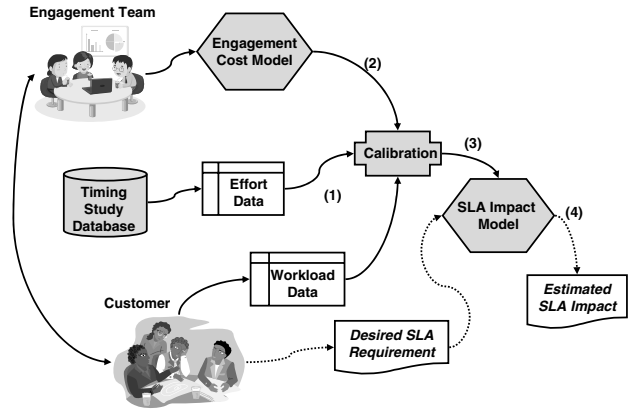 Engagement Team
Engagement
Cost Model
(2)
(3)
Calibration
Timing
Study
Database
Effort
Data
(1)
SLA Impact
Model
(4)
Workload
Data
Estimated
SLA Impact
Customer
Desired SLA
Requirement